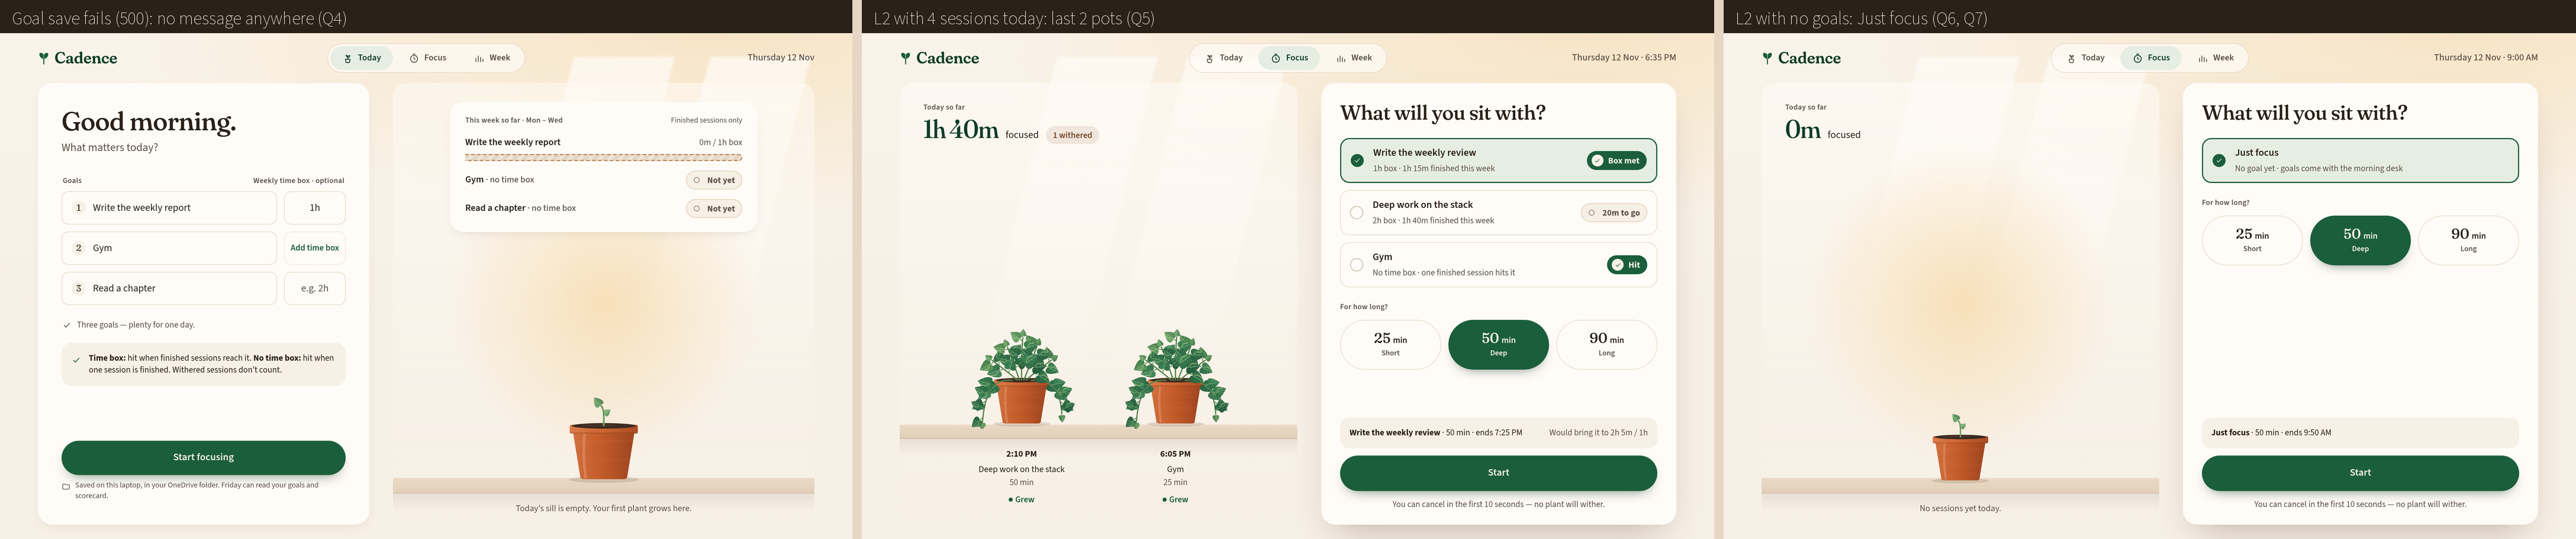 Goal save fails (500): no message anywhere (Q4)
Cadence
Today
Focus
Week
Thursday 12 Nov
Good morning.
What matters today?
Goals
Weekly time box · optional
1 Write the weekly report
1h
2 Gym
Add time box
3 Read a chapter
e.g. 2h
Three goals — plenty for one day.
Time box: hit when finished sessions reach it. No time box: hit when
one session is finished. Withered sessions don't count.
Start focusing
Saved on this laptop, in your OneDrive folder. Friday can read your goals and
scorecard.
This week so far · Mon – Wed
Finished sessions only
Write the weekly report
0m / 1h box
Gym · no time box
Not yet
Read a chapter · no time box
Not yet
Today's sill is empty. Your first plant grows here.
L2 with 4 sessions today: last 2 pots (Q5)
Cadence
Today
Focus
Week
Thursday 12 Nov · 6:35 PM
Today so far
1h 40m focused
1 withered
2:10 PM
Deep work on the stack
50 min
Grew
6:05 PM
Gym
25 min
Grew
What will you sit with?
Write the weekly review
1h box · 1h 15m finished this week
Box met
Deep work on the stack
2h box · 1h 40m finished this week
20m to go
Gym
No time box · one finished session hits it
Hit
For how long?
25 min
Short
50 min
Deep
90 min
Long
Write the weekly review · 50 min · ends 7:25 PM
Would bring it to 2h 5m / 1h
Start
You can cancel in the first 10 seconds — no plant will wither.
L2 with no goals: Just focus (Q6, Q7)
Cadence
Today
Focus
Week
Thursday 12 Nov · 9:00 AM
Today so far
0m focused
No sessions yet today.
What will you sit with?
Just focus
No goal yet · goals come with the morning desk
For how long?
25 min
Short
50 min
Deep
90 min
Long
Just focus · 50 min · ends 9:50 AM
Start
You can cancel in the first 10 seconds — no plant will wither.